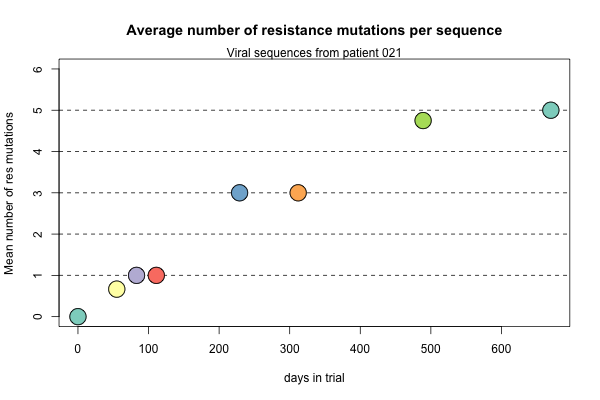 Average number of resistance mutations per sequence
Viral sequences from patient 021
Mean number of res mutations
6
5
4
3
2
1
0
0 100 200 300 400 500 600
days in trial